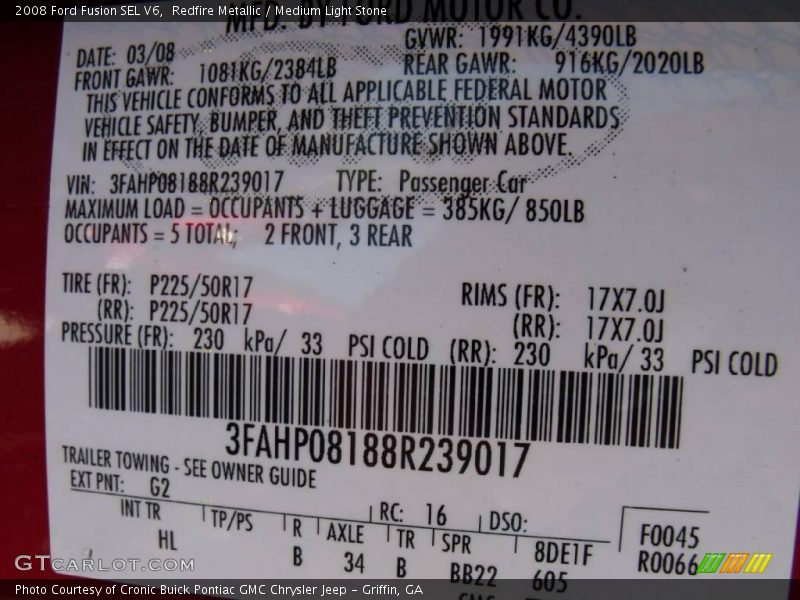 2008 Ford Fusion SEL V6,  Redfire Metallic / Medium Light Stone
MFD. BY FORD MOTOR CO.
DATE: 03/08 GVWR: 1991KG/4390LB
FRONT GAWR: 1081KG/2384LB REAR GAWR: 916KG/2020LB
THIS VEHICLE CONFORMS TO ALL APPLICABLE FEDERAL MOTOR
VEHICLE SAFETY, BUMPER, AND THEFT PREVENTION STANDARDS
IN EFFECT ON THE DATE OF MANUFACTURE SHOWN ABOVE.
VIN: 3FAHP08188R239017 TYPE: Passenger Car
MAXIMUM LOAD = OCCUPANTS + LUGGAGE = 385KG/ 850LB
OCCUPANTS = 5 TOTAL; 2 FRONT, 3 REAR
TIRE (FR): P225/50R17 RIMS (FR): 17X7.0J
(RR): P225/50R17 (RR): 17X7.0J
PRESSURE (FR): 230 kPa/ 33 PSI COLD (RR): 230 kPa/ 33 PSI COLD
3FAHP08188R239017
TRAILER TOWING - SEE OWNER GUIDE
EXT PNT: G2 RC: 16 DSO:
INT TR TP/PS R AXLE TR SPR F0045
HL B 34 B BB22 8DE1F R0066
605
GTCARLOT.COM
Photo Courtesy of Cronic Buick Pontiac GMC Chrysler Jeep - Griffin, GA